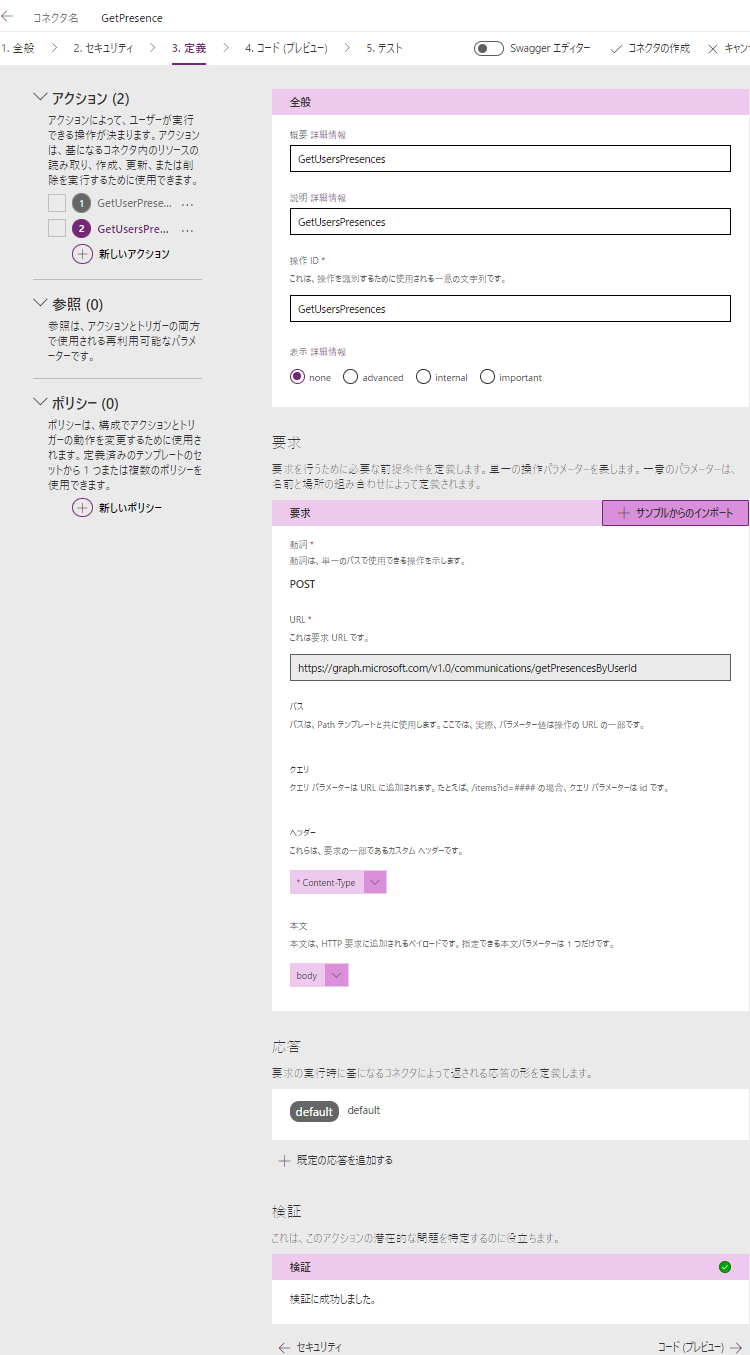 コネクタ名 GetPresence
1. 全般 2. セキュリティ 3. 定義 4. コード (プレビュー) 5. テスト Swagger エディター コネクタの作成 キャン
アクション (2)
アクションによって、ユーザーが実行
できる操作が決まります。アクション
は、基になるコネクタ内のリソースの
読み取り、作成、更新、または削
除を実行するために使用できます。
1 GetUserPrese... ...
2 GetUsersPre... ...
新しいアクション
参照 (0)
参照は、アクションとトリガーの両方
で使用される再利用可能なパラメ
ーターです。
ポリシー (0)
ポリシーは、構成でアクションとトリ
ガーの動作を変更するために使用さ
れます。定義済みのテンプレートのセ
ットから 1 つまたは複数のポリシーを
使用できます。
新しいポリシー
全般
概要 詳細情報
GetUsersPresences
説明 詳細情報
GetUsersPresences
操作 ID *
これは、操作を識別するために使用される一意の文字列です。
GetUsersPresences
表示 詳細情報
none advanced internal important
要求
要求を行うために必要な前提条件を定義します。単一の操作パラメーターを表します。一意のパラメーターは、
名前と場所の組み合わせによって定義されます。
要求 サンプルからのインポート
動詞 *
動詞は、単一のパスで使用できる操作を示します。
POST
URL *
これは要求 URL です。
https://graph.microsoft.com/v1.0/communications/getPresencesByUserId
パス
パスは、Path テンプレートと共に使用します。ここでは、実際、パラメーター値は操作の URL の一部です。
クエリ
クエリ パラメーターは URL に追加されます。たとえば、/items?id=#### の場合、クエリ パラメーターは id です。
ヘッダー
これらは、要求の一部であるカスタム ヘッダーです。
* Content-Type
本文
本文は、HTTP 要求に追加されるペイロードです。指定できる本文パラメーターは 1 つだけです。
body
応答
要求の実行時に基になるコネクタによって返される応答の形を定義します。
default default
既定の応答を追加する
検証
これは、このアクションの潜在的な問題を特定するのに役立ちます。
検証
検証に成功しました。
セキュリティ コード (プレビュー)